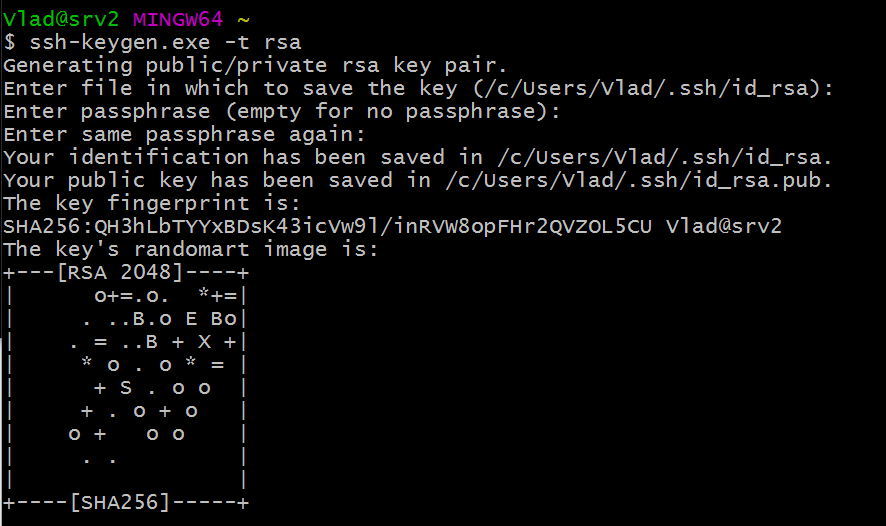 Vlad@srv2 MINGW64 ~
$ ssh-keygen.exe -t rsa
Generating public/private rsa key pair.
Enter file in which to save the key (/c/Users/Vlad/.ssh/id_rsa):
Enter passphrase (empty for no passphrase):
Enter same passphrase again:
Your identification has been saved in /c/Users/Vlad/.ssh/id_rsa.
Your public key has been saved in /c/Users/Vlad/.ssh/id_rsa.pub.
The key fingerprint is:
SHA256:QH3hLbTYYxBDsK43icVw9l/inRVW8opFHr2QVZOL5CU Vlad@srv2
The key's randomart image is:
+---[RSA 2048]----+
|      o+=.o.  *+=|
|     . ..B.o E Bo|
|    . = ..B + X +|
|     * o . o * = |
|      + S . o o  |
|     + . o + o   |
|    o +   o o    |
|     . .         |
|                 |
+----[SHA256]-----+